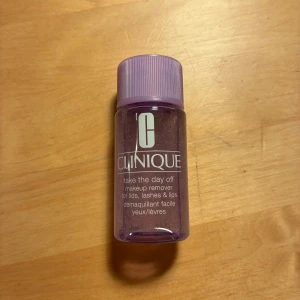 C
CLINIQUE
take the day off
makeup remover
for lids, lashes & lips
démaquillant facile
yeux/lèvres